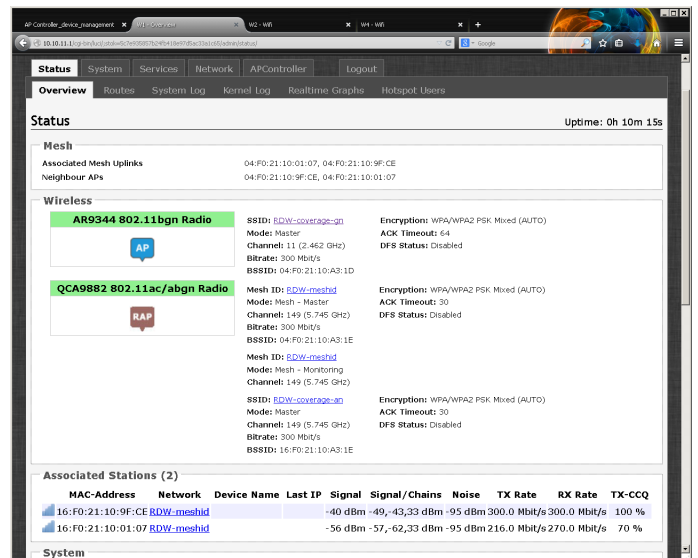 AP Controller_device_management × W1 - Overview × W2 - Wifi × W4 - Wifi × +
10.10.11.1/cgi-bin/luci/;stok= /admin/status/ Google
Status System Services Network APController Logout
Overview Routes System Log Kernel Log Realtime Graphs Hotspot Users
Status Uptime: 0h 10m 15s
Mesh
Associated Mesh Uplinks 04:F0:21:10:01:07, 04:F0:21:10:9F:CE
Neighbour APs 04:F0:21:10:9F:CE, 04:F0:21:10:01:07
Wireless
AR9344 802.11bgn Radio
AP
SSID: RDW-coverage-gn Encryption: WPA/WPA2 PSK Mixed (AUTO)
Mode: Master ACK Timeout: 64
Channel: 11 (2.462 GHz) DFS Status: Disabled
Bitrate: 300 Mbit/s
BSSID: 04:F0:21:10:A3:1D
QCA9882 802.11ac/abgn Radio
RAP
Mesh ID: RDW-meshid Encryption: WPA/WPA2 PSK Mixed (AUTO)
Mode: Mesh - Master ACK Timeout: 30
Channel: 149 (5.745 GHz) DFS Status: Disabled
Bitrate: 300 Mbit/s
BSSID: 04:F0:21:10:A3:1E
Mesh ID: RDW-meshid
Mode: Mesh - Monitoring
Channel: 149 (5.745 GHz)
SSID: RDW-coverage-an Encryption: WPA/WPA2 PSK Mixed (AUTO)
Mode: Master ACK Timeout: 30
Channel: 149 (5.745 GHz) DFS Status: Disabled
Bitrate: 300 Mbit/s
BSSID: 16:F0:21:10:A3:1E
Associated Stations (2)
MAC-Address Network Device Name Last IP Signal Signal/Chains Noise TX Rate RX Rate TX-CCQ
16:F0:21:10:9F:CE RDW-meshid -40 dBm -49,-43,33 dBm -95 dBm 300.0 Mbit/s 300.0 Mbit/s 100 %
16:F0:21:10:01:07 RDW-meshid -56 dBm -57,-62,33 dBm -95 dBm 216.0 Mbit/s 270.0 Mbit/s 70 %
System